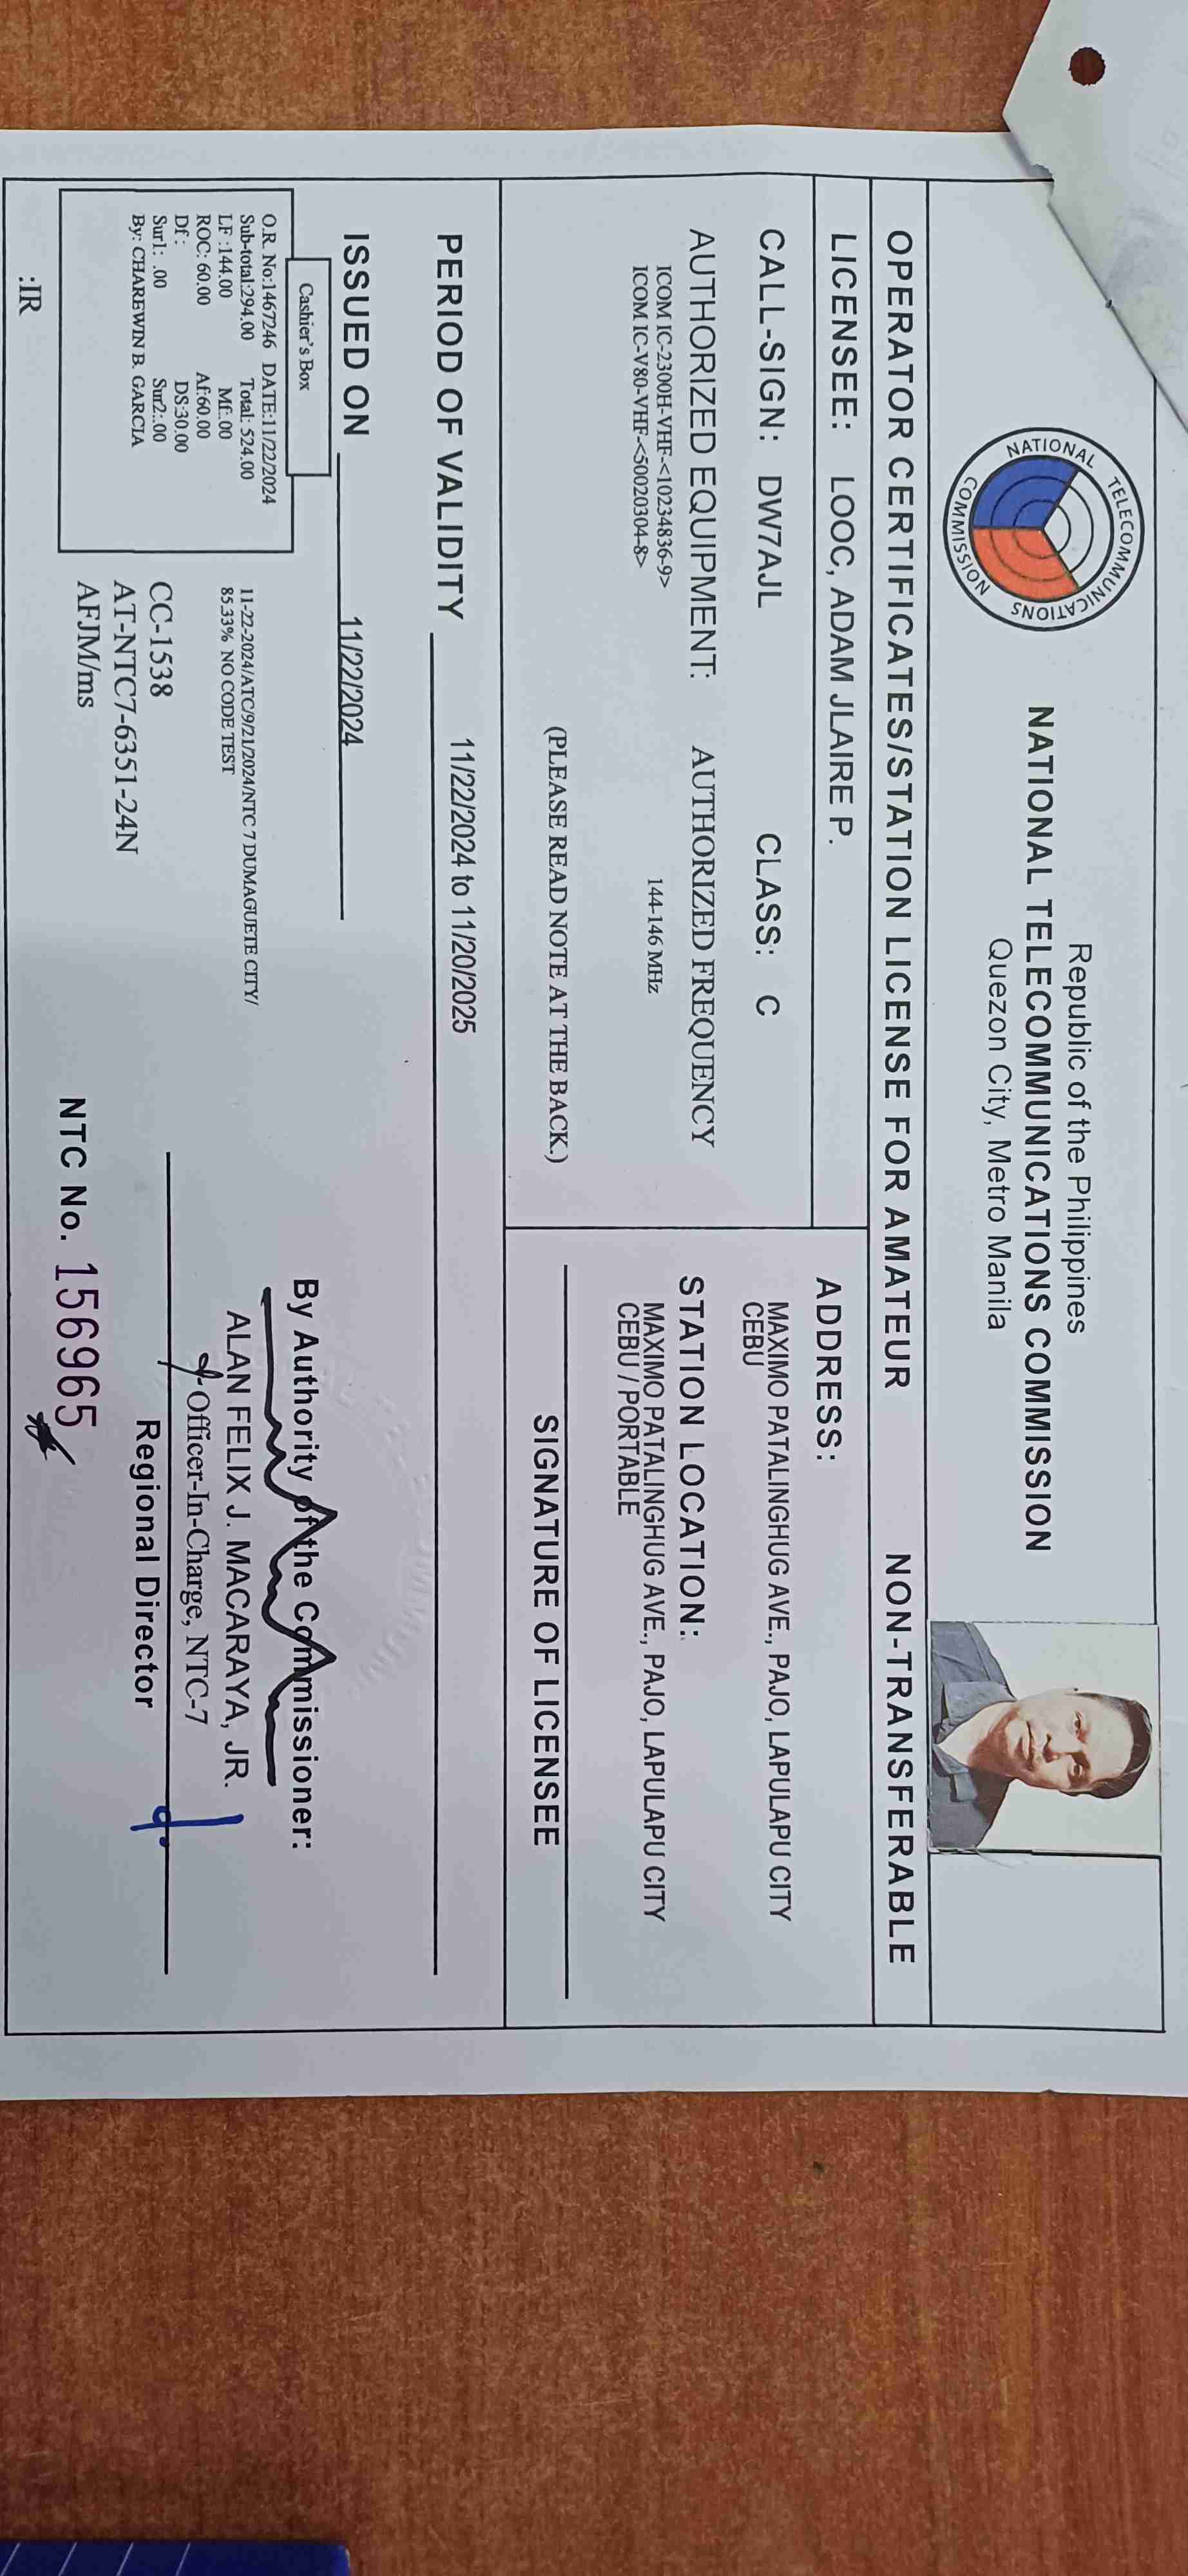 NATIONAL TELECOMMUNICATIONS COMMISSION
Republic of the Philippines
NATIONAL TELECOMMUNICATIONS COMMISSION
Quezon City, Metro Manila
OPERATOR CERTIFICATES/STATION LICENSE FOR AMATEUR NON-TRANSFERABLE
LICENSEE: LOOC, ADAM JLAIRE P.
CALL-SIGN: DW7AJL CLASS: C
AUTHORIZED EQUIPMENT: AUTHORIZED FREQUENCY
ICOM IC-2300H-VHF-<10234836-9> 144-146 MHz
ICOM IC-V80-VHF-<50020304-8>
(PLEASE READ NOTE AT THE BACK.)
ADDRESS:
MAXIMO PATALINGHUG AVE., PAJO, LAPULAPU CITY
CEBU
STATION LOCATION:
MAXIMO PATALINGHUG AVE., PAJO, LAPULAPU CITY
CEBU / PORTABLE
SIGNATURE OF LICENSEE
PERIOD OF VALIDITY 11/22/2024 to 11/20/2025
ISSUED ON 11/22/2024
Cashier's Box
O.R. No:1467246 DATE:11/22/2024
Sub-total:294.00 Total: 524.00
LF :144.00 Mf:.00
ROC: 60.00 Af:60.00
Df : DS:30.00
Sur1: .00 Sur2:.00
By: CHAREWIN B. GARCIA
:IR
11-22-2024/ATC/9/21/2024/NTC 7 DUMAGUETE CITY/
85.33% NO CODE TEST
CC-1538
AT-NTC7-6351-24N
AFJM/ms
By Authority of the Commissioner:
ALAN FELIX J. MACARAYA, JR.
Officer-In-Charge, NTC-7
Regional Director
NTC No. 156965